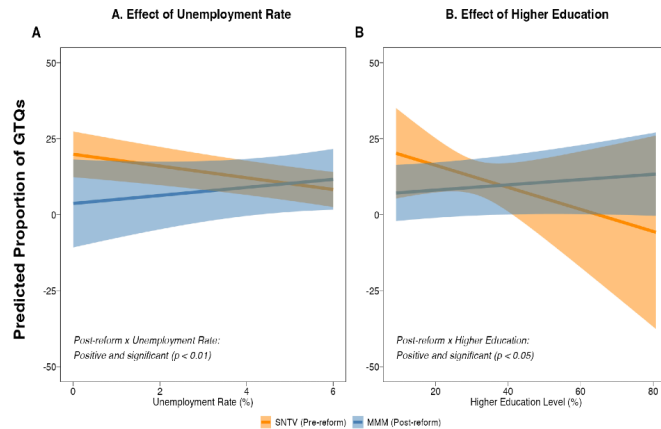 A. Effect of Unemployment Rate
B. Effect of Higher Education
A
B
Predicted Proportion of GTQs
50
25
0
-25
-50
Post-reform x Unemployment Rate:
Positive and significant (p < 0.01)
0
2
4
6
Unemployment Rate (%)
50
25
0
-25
-50
Post-reform x Higher Education:
Positive and significant (p < 0.05)
20
40
60
80
Higher Education Level (%)
SNTV (Pre-reform)
MMM (Post-reform)